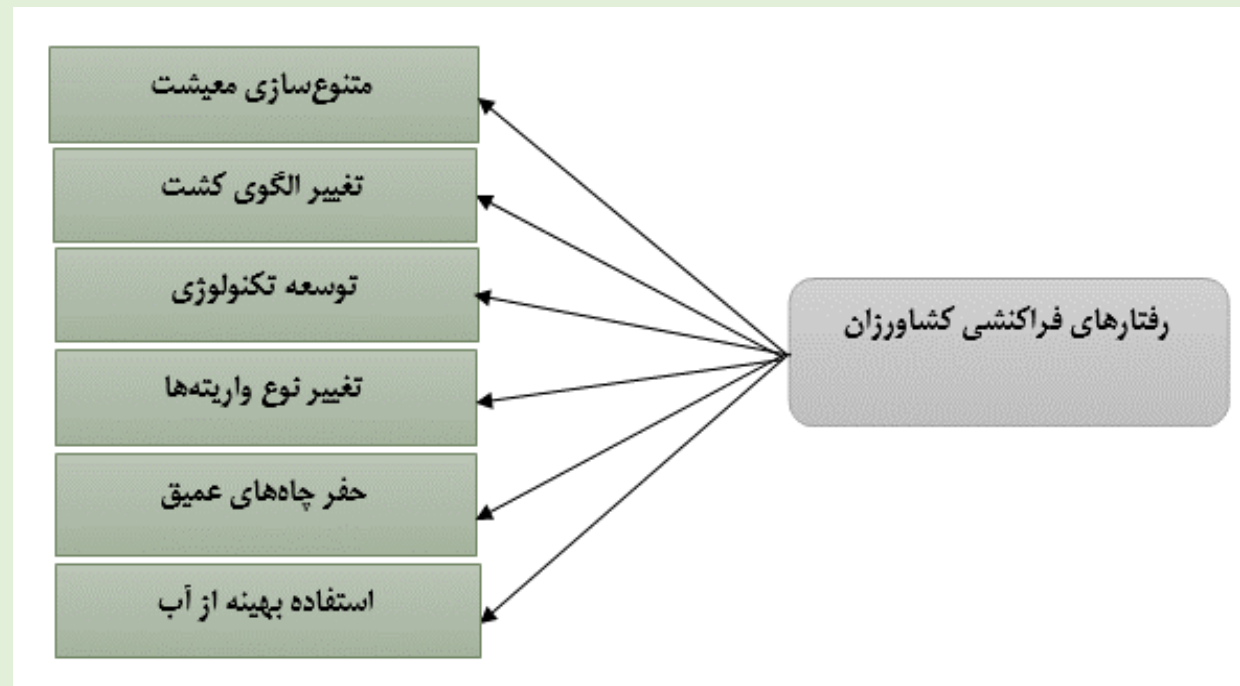 رفتارهای فراکنشی کشاورزان
متنوع‌سازی معیشت
تغییر الگوی کشت
توسعه تکنولوژی
تغییر نوع واریته‌ها
حفر چاه‌های عمیق
استفاده بهینه از آب